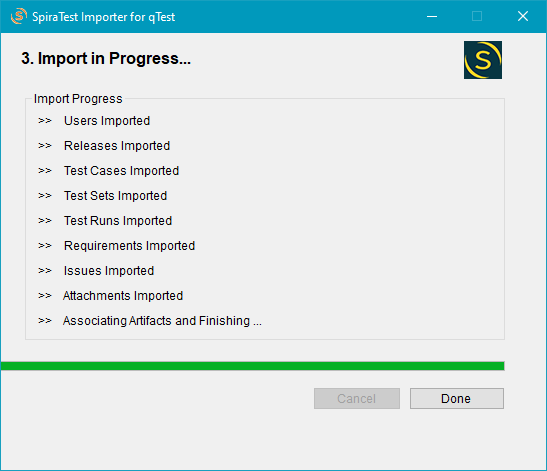 SpiraTest Importer for qTest
3. Import in Progress...
Import Progress
>> Users Imported
>> Releases Imported
>> Test Cases Imported
>> Test Sets Imported
>> Test Runs Imported
>> Requirements Imported
>> Issues Imported
>> Attachments Imported
>> Associating Artifacts and Finishing ...
Cancel Done